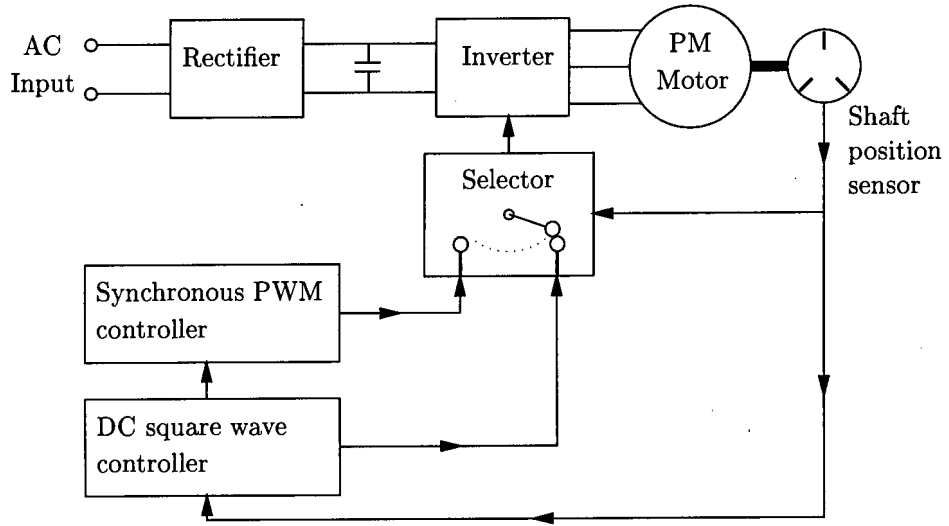 AC
Input
Rectifier
Inverter
PM
Motor
Shaft
position
sensor
Selector
Synchronous PWM
controller
DC square wave
controller